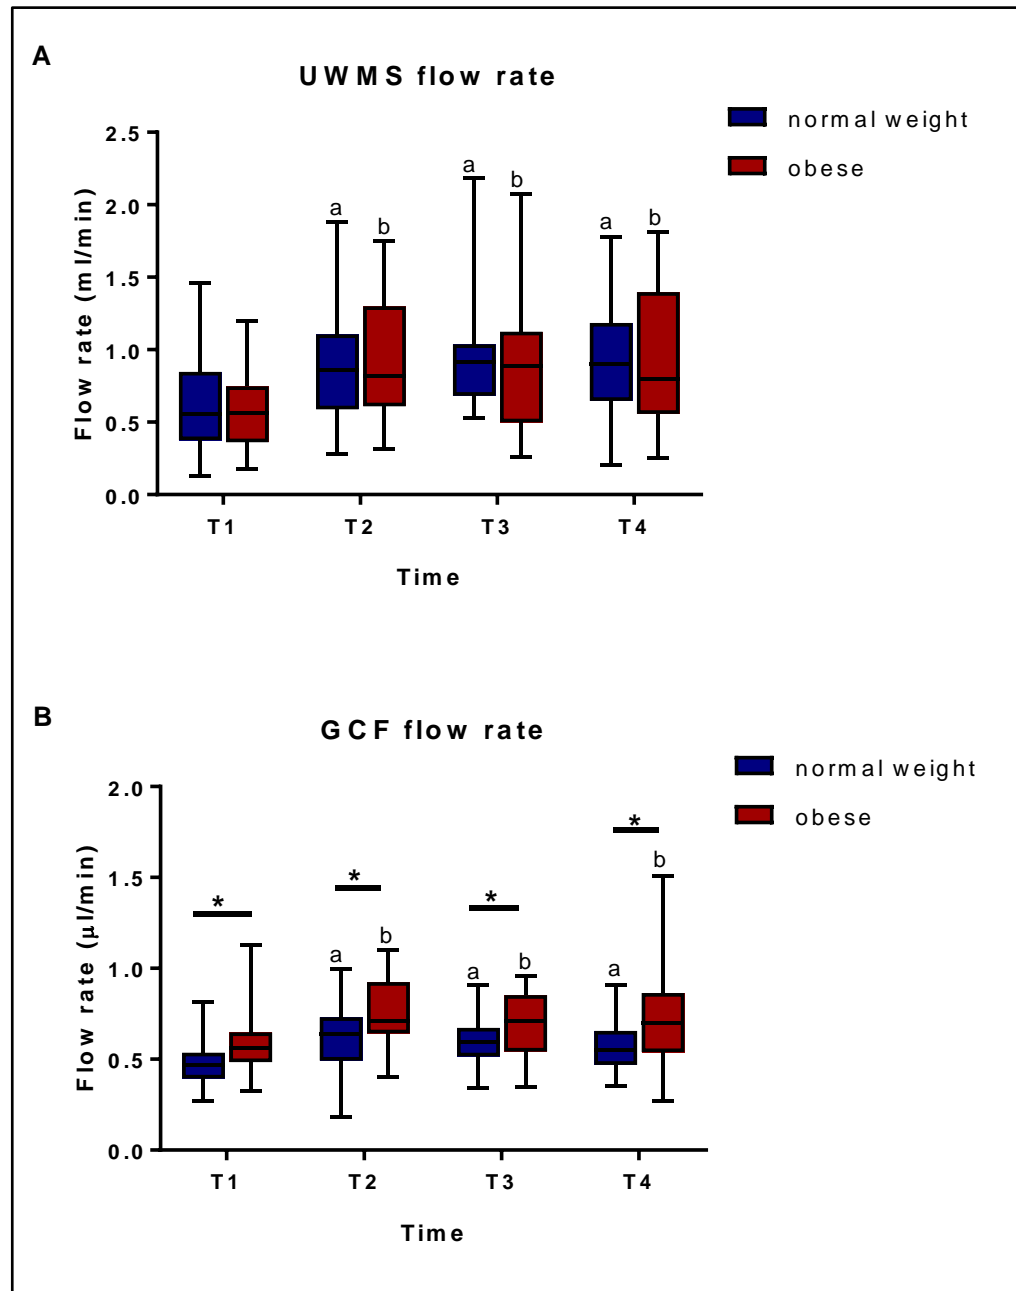 A
UWMS flow rate
normal weight
obese
Flow rate (ml/min)
2.5
2.0
1.5
1.0
0.5
0.0
a b a b a b
T1 T2 T3 T4
Time
B
GCF flow rate
normal weight
obese
Flow rate (µl/min)
2.0
1.5
1.0
0.5
0.0
* * * *
a b a b a b
T1 T2 T3 T4
Time